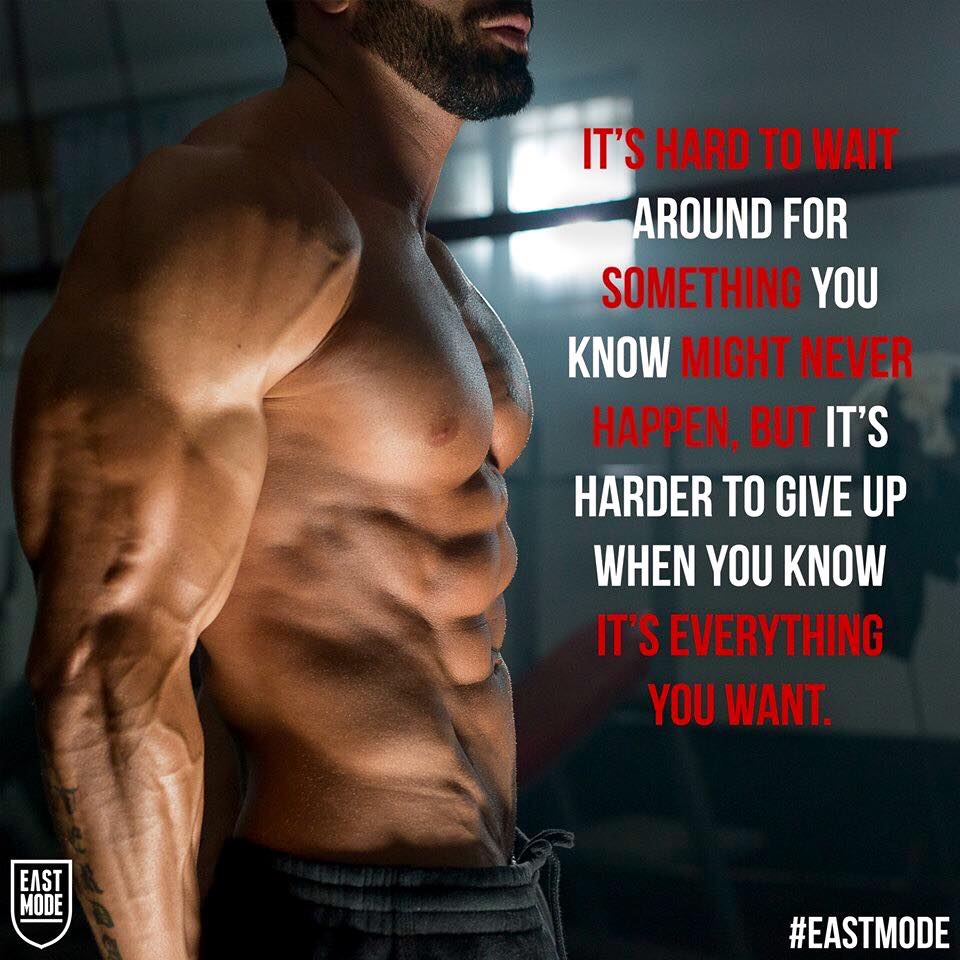 IT'S HARD TO WAIT
AROUND FOR
SOMETHING YOU
KNOW MIGHT NEVER
HAPPEN, BUT IT'S
HARDER TO GIVE UP
WHEN YOU KNOW
IT'S EVERYTHING
YOU WANT.
EAST
MODE
#EASTMODE